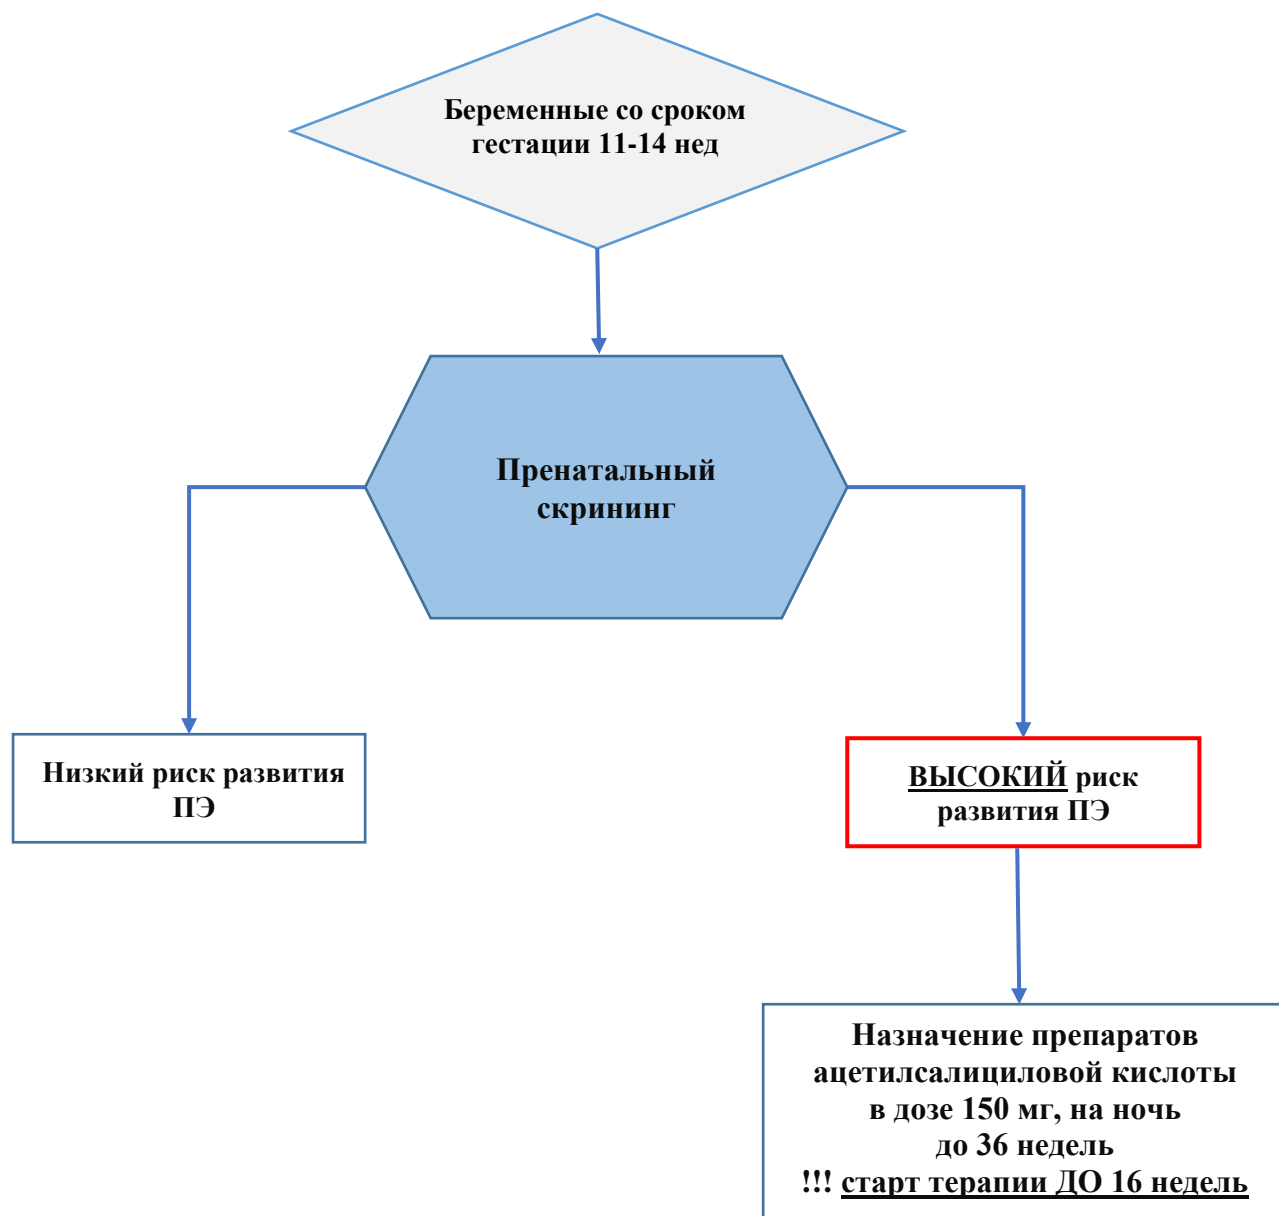 Беременные со сроком
гестации 11-14 нед
Пренатальный
скрининг
Низкий риск развития
ПЭ
ВЫСОКИЙ риск
развития ПЭ
Назначение препаратов
ацетилсалициловой кислоты
в дозе 150 мг, на ночь
до 36 недель
!!! старт терапии ДО 16 недель